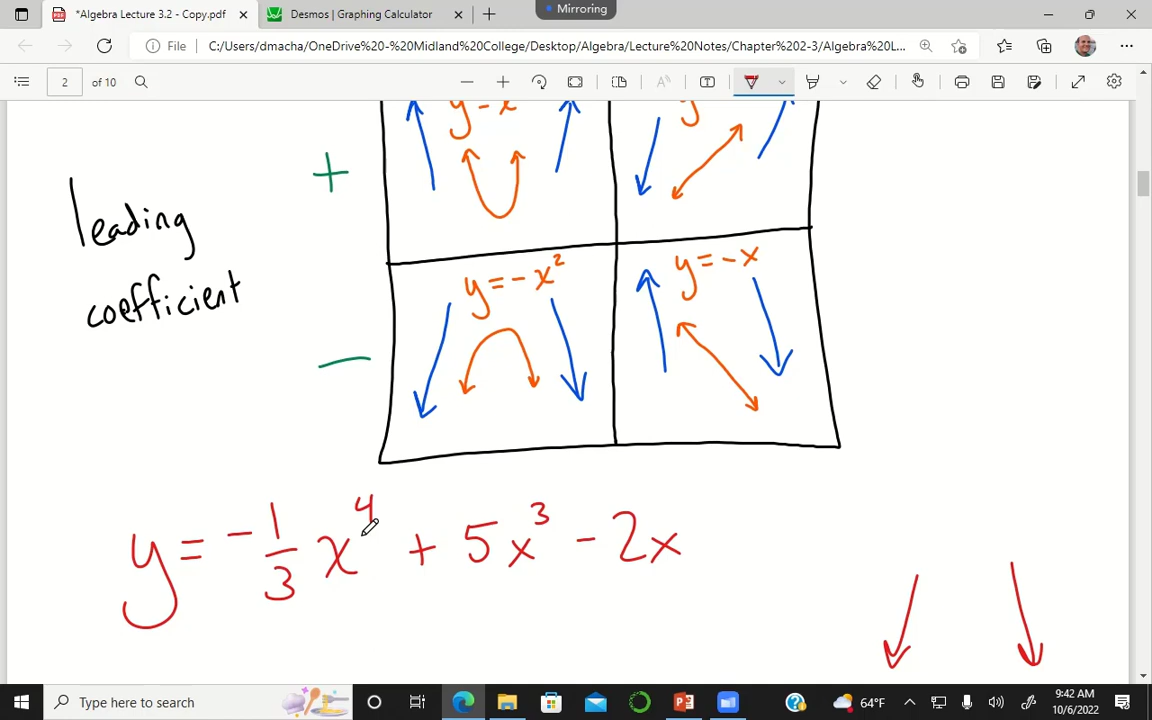 *Algebra Lecture 3.2 - Copy.pdf
Desmos | Graphing Calculator
Mirroring
File C:/Users/dmacha/OneDrive%20-%20Midland%20College/Desktop/Algebra/Lecture%20Notes/Chapter%202-3/Algebra%20L...
2 of 10
+
leading
coefficient
y = -x²
y = -x
−
y = -1/3 x⁴ + 5x³ - 2x
Type here to search
64°F
9:42 AM
10/6/2022